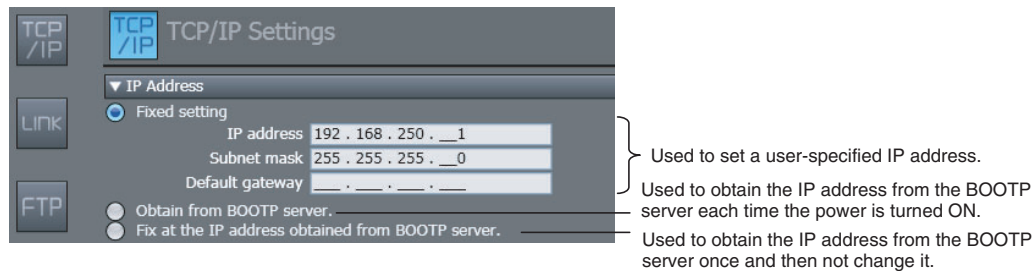 TCP
/IP
TCP
/IP
TCP/IP Settings
▼ IP Address
LINK
Fixed setting
IP address 192 . 168 . 250 . __1
Subnet mask 255 . 255 . 255 . __0
Default gateway ___ . ___ . ___ . ___
Used to set a user-specified IP address.
FTP
Obtain from BOOTP server.
Used to obtain the IP address from the BOOTP
server each time the power is turned ON.
Fix at the IP address obtained from BOOTP server.
Used to obtain the IP address from the BOOTP
server once and then not change it.